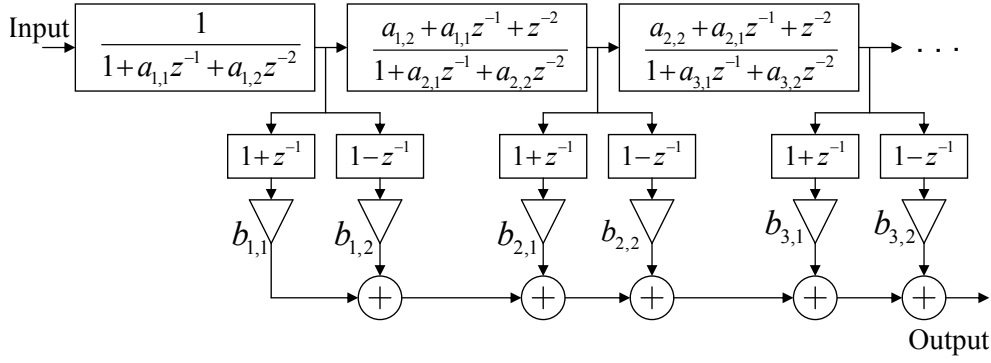 Input
1
1+a_{1,1}z^{-1}+a_{1,2}z^{-2}
a_{1,2}+a_{1,1}z^{-1}+z^{-2}
1+a_{2,1}z^{-1}+a_{2,2}z^{-2}
a_{2,2}+a_{2,1}z^{-1}+z^{-2}
1+a_{3,1}z^{-1}+a_{3,2}z^{-2}
· · ·
1+z^{-1}
1−z^{-1}
1+z^{-1}
1−z^{-1}
1+z^{-1}
1−z^{-1}
b_{1,1}
b_{1,2}
b_{2,1}
b_{2,2}
b_{3,1}
b_{3,2}
+
+
+
+
+
Output